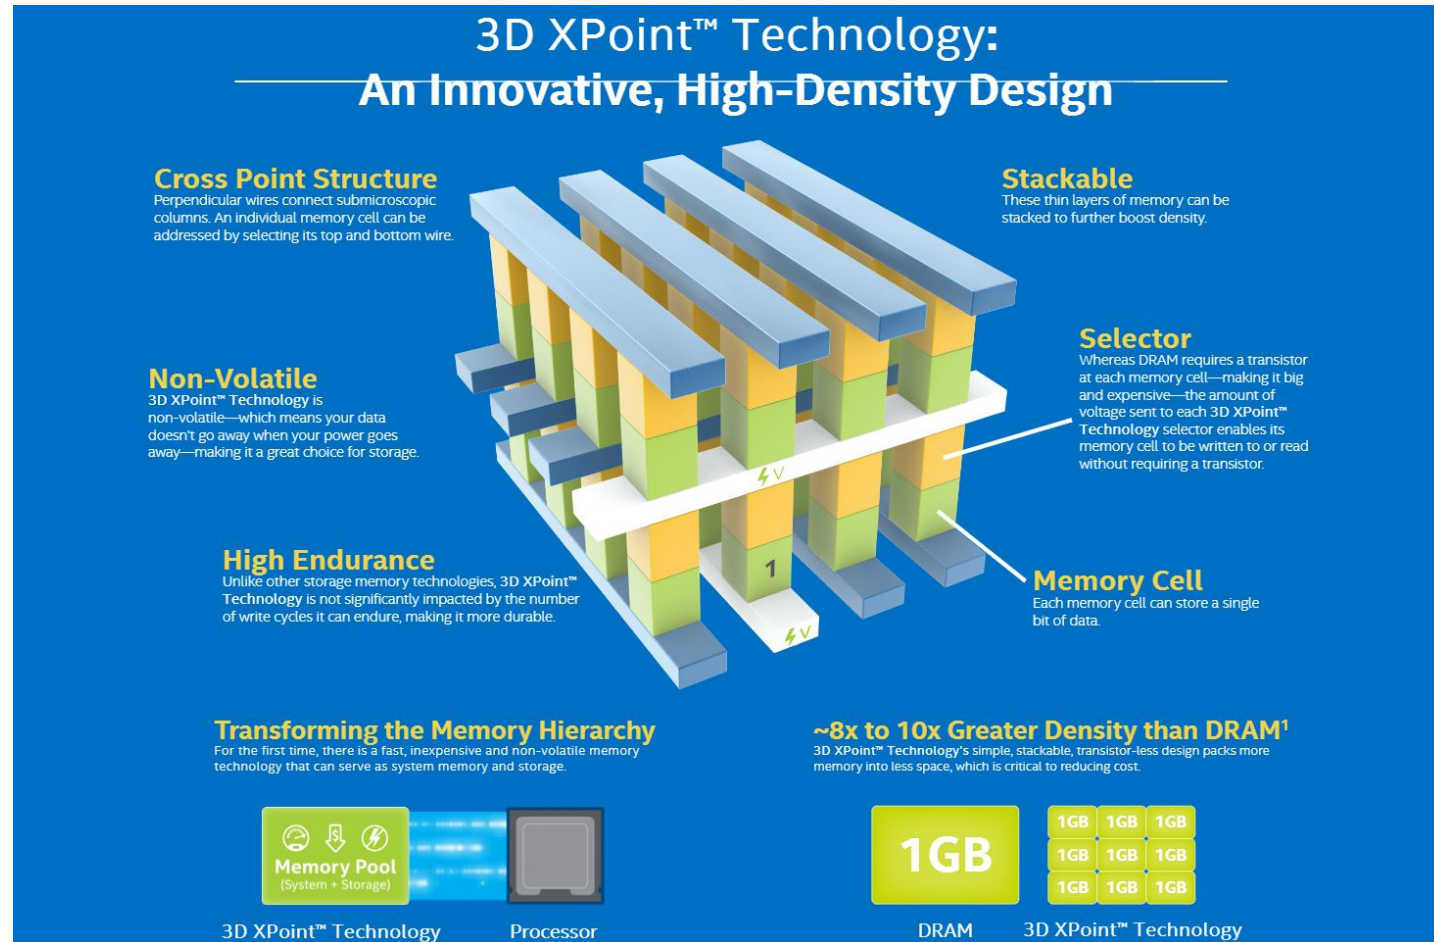 3D XPoint™ Technology:
An Innovative, High-Density Design
Cross Point Structure
Perpendicular wires connect submicroscopic
columns. An individual memory cell can be
addressed by selecting its top and bottom wire.
Non-Volatile
3D XPoint™ Technology is
non-volatile—which means your data
doesn't go away when your power goes
away—making it a great choice for storage.
High Endurance
Unlike other storage memory technologies, 3D XPoint™
Technology is not significantly impacted by the number
of write cycles it can endure, making it more durable.
Stackable
These thin layers of memory can be
stacked to further boost density.
Selector
Whereas DRAM requires a transistor
at each memory cell—making it big
and expensive—the amount of
voltage sent to each 3D XPoint™
Technology selector enables its
memory cell to be written to or read
without requiring a transistor.
Memory Cell
Each memory cell can store a single
bit of data.
V
1
V
Transforming the Memory Hierarchy
For the first time, there is a fast, inexpensive and non-volatile memory
technology that can serve as system memory and storage.
$
Memory Pool
(System + Storage)
3D XPoint™ Technology
Processor
~8x to 10x Greater Density than DRAM¹
3D XPoint™ Technology's simple, stackable, transistor-less design packs more
memory into less space, which is critical to reducing cost.
1GB
1GB 1GB 1GB
1GB 1GB 1GB
1GB 1GB 1GB
DRAM
3D XPoint™ Technology